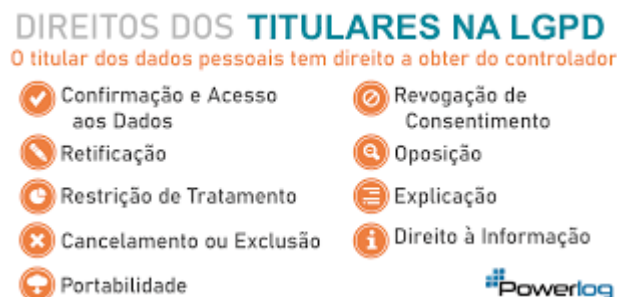 DIREITOS DOS TITULARES NA LGPD
O titular dos dados pessoais tem direito a obter do controlador
Confirmação e Acesso
aos Dados
Retificação
Restrição de Tratamento
Cancelamento ou Exclusão
Portabilidade
Revogação de
Consentimento
Oposição
Explicação
Direito à Informação
Powerlog